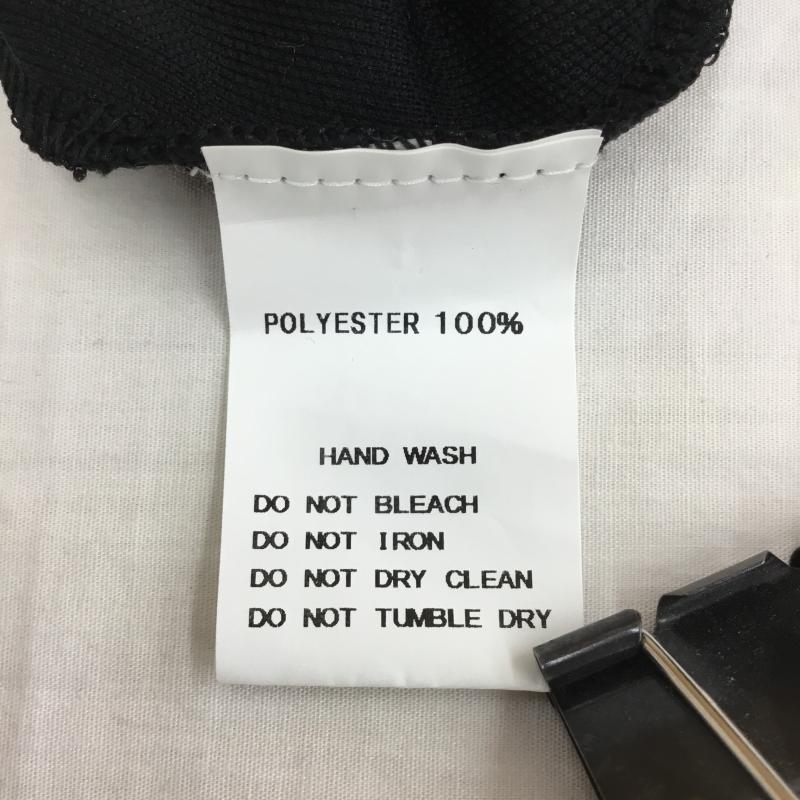 POLYESTER 100%
HAND WASH
DO NOT BLEACH
DO NOT IRON
DO NOT DRY CLEAN
DO NOT TUMBLE DRY